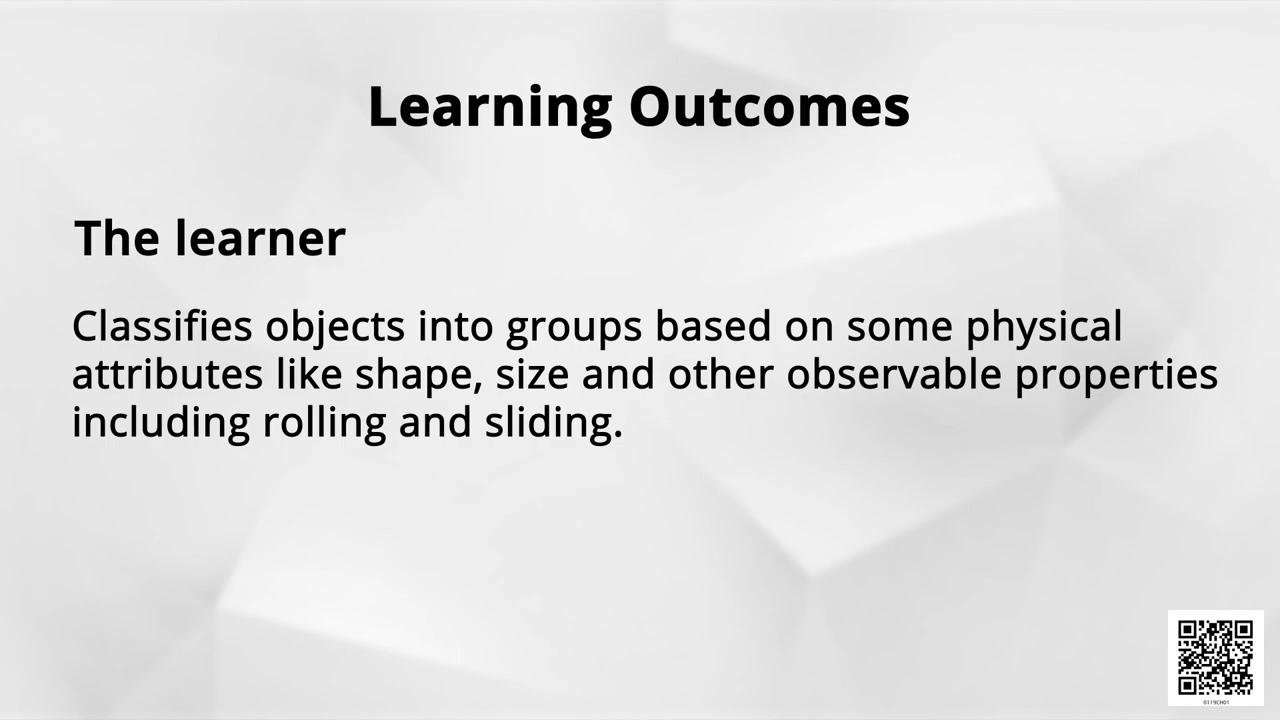 Learning Outcomes
The learner
Classifies objects into groups based on some physical
attributes like shape, size and other observable properties
including rolling and sliding.
0119CH01